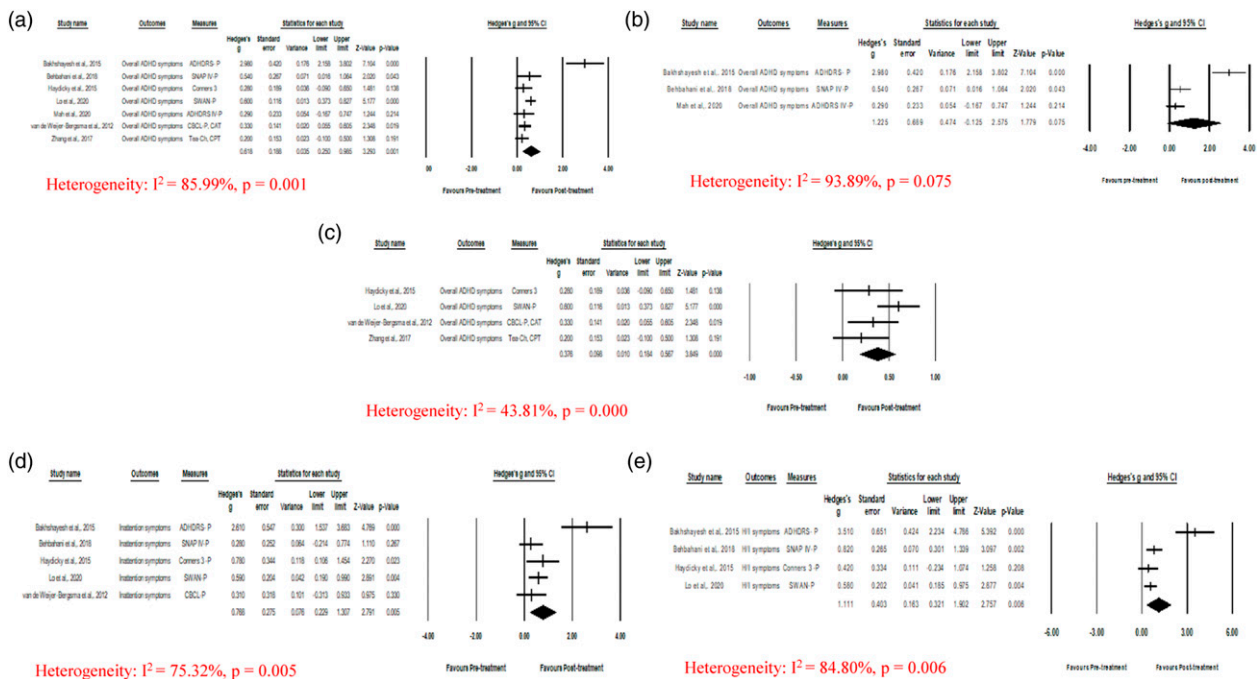 (a)
Study name Outcomes Measures Statistics for each study Hedges's g and 95% CI
Hedges's g Standard error Variance Lower limit Upper limit Z-Value p-Value
Bakhshayesh et al., 2015 Overall ADHD symptoms ADHDRS- P 2.980 0.420 0.176 2.158 3.802 7.104 0.000
Behbahani et al., 2018 Overall ADHD symptoms SNAP IV-P 0.540 0.267 0.071 0.016 1.064 2.020 0.043
Haydicky et al., 2015 Overall ADHD symptoms Conners 3 0.280 0.189 0.036 -0.090 0.650 1.481 0.138
Lo et al., 2020 Overall ADHD symptoms SWAN-P 0.600 0.116 0.013 0.373 0.827 5.177 0.000
Mah et al., 2020 Overall ADHD symptoms ADHDRS IV-P 0.290 0.233 0.054 -0.167 0.747 1.244 0.214
van de Weijer-Bergsma et al., 2012 Overall ADHD symptoms CBCL-P, CAT 0.330 0.141 0.020 0.055 0.605 2.348 0.019
Zhang et al., 2017 Overall ADHD symptoms Tea-Ch, CPT 0.200 0.153 0.023 -0.100 0.500 1.308 0.191
0.035 0.250 0.001
00 -2.00 0.00 2.00 4.00
Favours Pre-treatment Favours Post-treatment
Heterogeneity: I² = 85.99%, p = 0.001
(b)
Study name Outcomes Measures Statistics for each study Hedges's g and 95% CI
Hedges's g Standard error Variance Lower limit Upper limit Z-Value p-Value
Bakhshayesh et al., 2015 Overall ADHD symptoms ADHDRS- P 2.980 0.420 0.176 2.158 3.802 7.104 0.000
Behbahani et al., 2018 Overall ADHD symptoms SNAP IV-P 0.540 0.267 0.071 0.016 1.064 2.020 0.043
Mah et al., 2020 Overall ADHD symptoms ADHDRS IV-P 0.290 0.233 0.054 -0.167 0.747 1.244 0.214
1.225 0.474 -0.125 2.575 1.779 0.075
-4.00 -2.00 0.00 2.00 4.00
Favours pre-treatment Favours post-treatment
Heterogeneity: I² = 93.89%, p = 0.075
(c)
Study name Outcomes Measures Statistics for each study Hedges's g and 95% CI
Hedges's g Standard error Variance Lower limit Upper limit Z-Value p-Value
Haydicky et al., 2015 Overall ADHD symptoms Conners 3 0.280 0.189 0.036 -0.090 0.650 1.481 0.138
Lo et al., 2020 Overall ADHD symptoms SWAN-P 0.600 0.116 0.013 0.373 0.827 5.177 0.000
van de Weijer-Bergsma et al., 2012 Overall ADHD symptoms CBCL-P, CAT 0.330 0.141 0.020 0.055 0.605 2.348 0.019
Zhang et al., 2017 Overall ADHD symptoms Tea-Ch, CPT 0.200 0.153 0.023 -0.100 0.500 1.308 0.191
0.376 0.098 0.010 0.184 0.567 3.849 0.000
-1.00 -0.50 0.00 0.50 1.00
Favours Pre-treatment Favours Post-treatment
Heterogeneity: I² = 43.81%, p = 0.000
(d)
Study name Outcomes Measures Statistics for each study Hedges's g and 95% CI
Hedges's g Standard error Variance Lower limit Upper limit Z-Value p-Value
Bakhshayesh et al., 2015 Inattention symptoms ADHDRS- P 2.610 0.547 0.300 1.537 3.683 4.769 0.000
Behbahani et al., 2018 Inattention symptoms SNAP IV-P 0.280 0.252 0.064 -0.214 0.774 1.110 0.267
Haydicky et al., 2015 Inattention symptoms Conners 3 -P 0.780 0.344 0.118 0.106 1.454 2.270 0.023
Lo et al., 2020 Inattention symptoms SWAN-P 0.590 0.204 0.042 0.190 0.990 2.891 0.004
van de Weijer-Bergsma et al., 2012 Inattention symptoms CBCL-P 0.310 0.318 0.101 -0.313 0.933 0.975 0.330
0.275 0.076 0.229 1.307 2.791 0.005
-4.00 -2.00 0.00 2.00 4.00
Favours Pre-treatment Favours Post-treatment
Heterogeneity: I² = 75.32%, p = 0.005
(e)
Study name Outcomes Measures Statistics for each study Hedges's g and 95% CI
Hedges's g Standard error Variance Lower limit Upper limit Z-Value p-Value
Bakhshayesh et al., 2015 H/I symptoms ADHDRS- P 3.510 0.651 0.424 2.234 4.786 5.392 0.000
Behbahani et al., 2018 H/I symptoms SNAP IV-P 0.820 0.265 0.070 0.301 1.339 3.097 0.002
Haydicky et al., 2015 H/I symptoms Conners 3 -P 0.420 0.334 0.111 -0.234 1.074 1.258 0.208
Lo et al., 2020 H/I symptoms SWAN-P 0.580 0.202 0.041 0.185 0.975 2.877 0.004
1.111 0.403 0.163 0.321 1.902 2.757 0.006
-6.00 -3.00 0.00 3.00 6.00
Favours Pre-treatment Favours Post-treatment
Heterogeneity: I² = 84.80%, p = 0.006